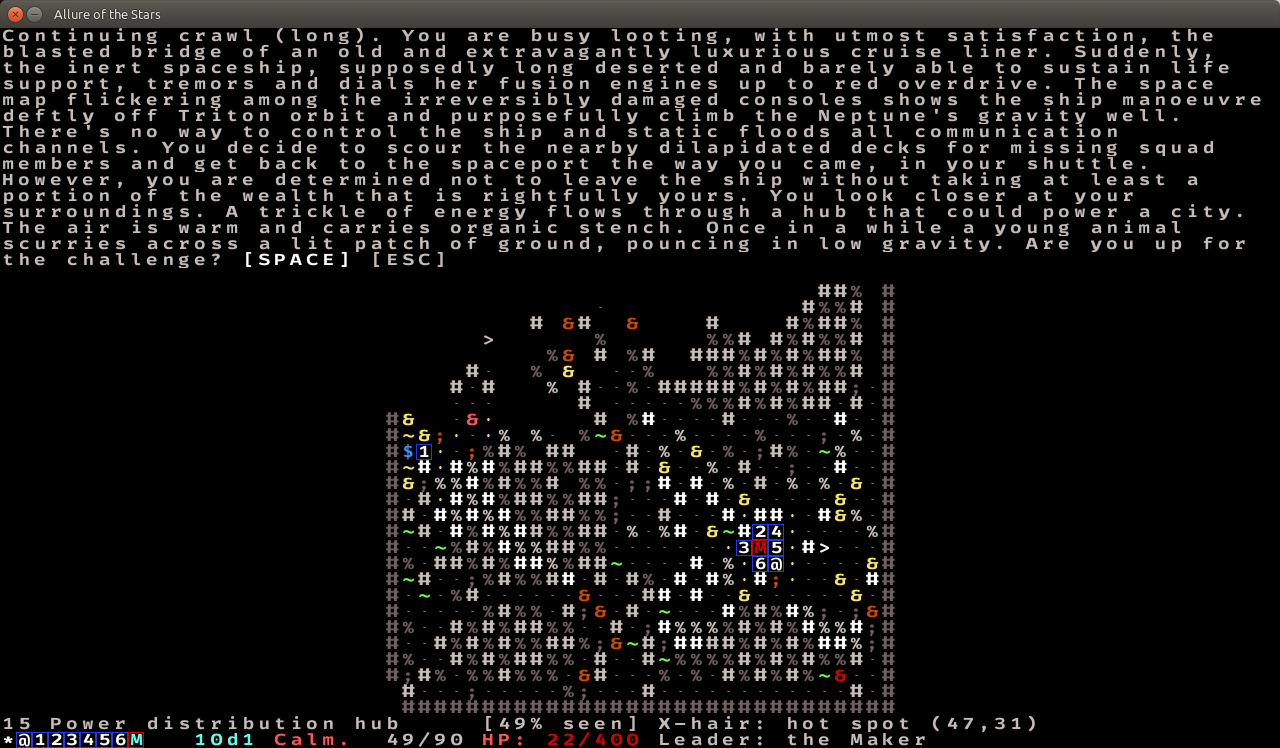 Allure of the Stars
Continuing crawl (long). You are busy looting, with utmost satisfaction, the
blasted bridge of an old and extravagantly luxurious cruise liner. Suddenly,
the inert spaceship, supposedly long deserted and barely able to sustain life
support, tremors and dials her fusion engines up to red overdrive. The space
map flickering among the irreversibly damaged consoles shows the ship manoeuvre
deftly off Triton orbit and purposefully climb the Neptune's gravity well.
There's no way to control the ship and static floods all communication
channels. You decide to scour the nearby dilapidated decks for missing squad
members and get back to the spaceport the way you came, in your shuttle.
However, you are determined not to leave the ship without taking at least a
portion of the wealth that is rightfully yours. You look closer at your
surroundings. A trickle of energy flows through a hub that could power a city.
The air is warm and carries organic stench. Once in a while a young animal
scurries across a lit patch of ground, pouncing in low gravity. Are you up for
the challenge? [SPACE] [ESC]
15 Power distribution hub [49% seen] X-hair: hot spot (47,31)
*@123456M 10d1 Calm. 49/90 HP: 22/400 Leader: the Maker